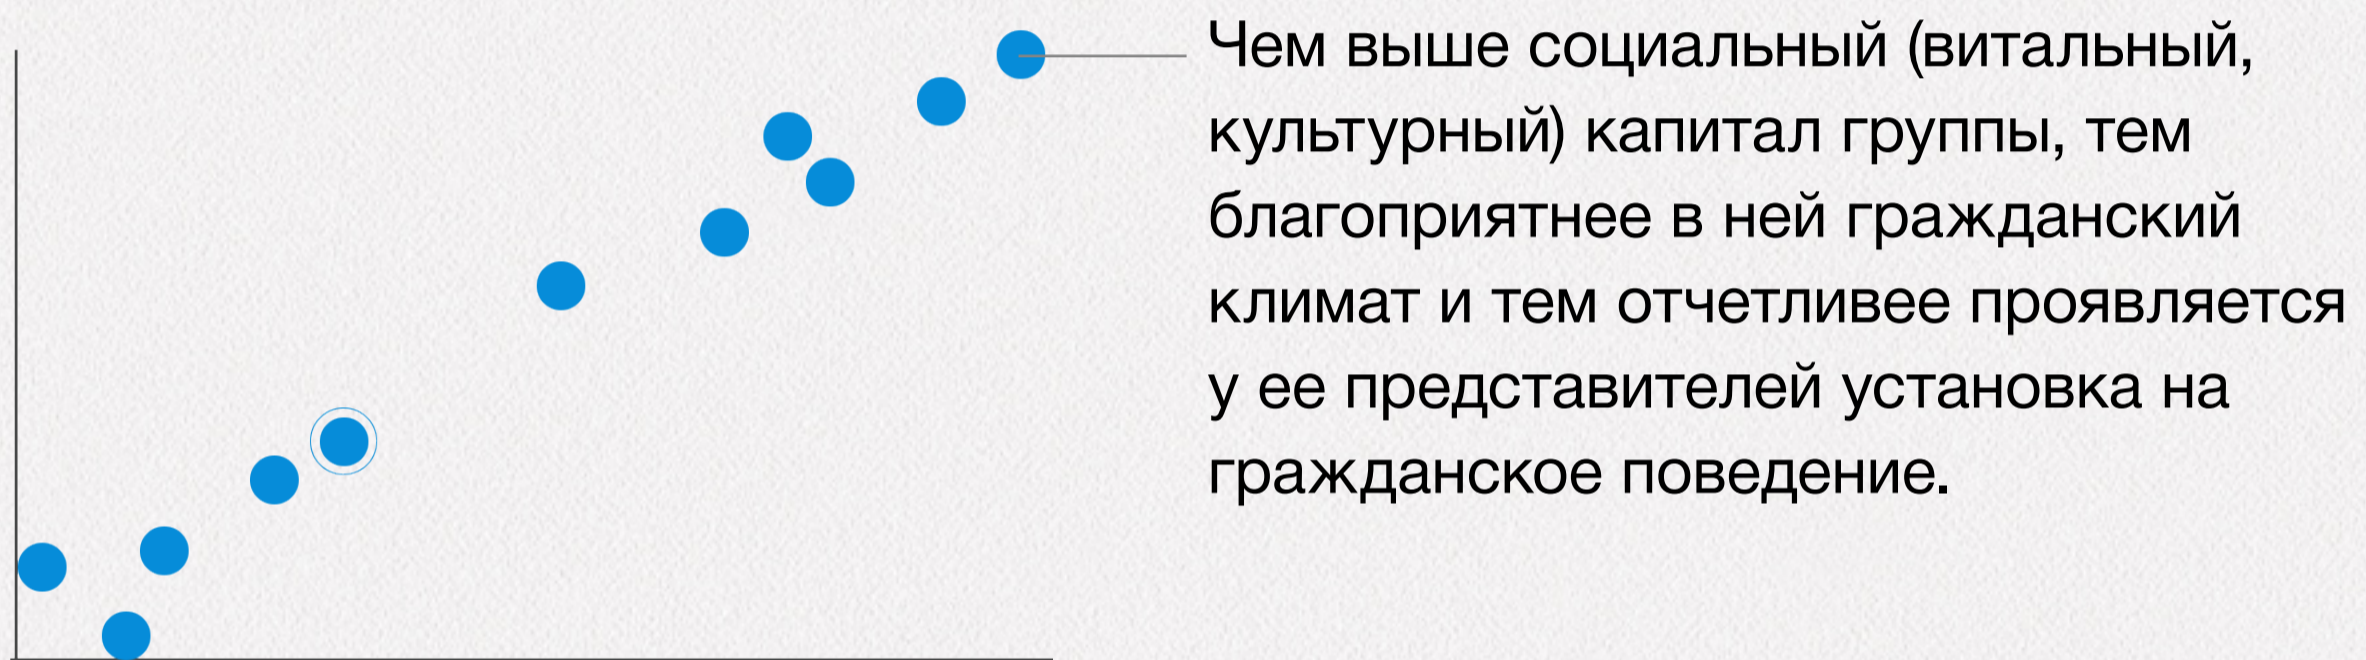 Чем выше социальный (витальный,
культурный) капитал группы, тем
благоприятнее в ней гражданский
климат и тем отчетливее проявляется
у ее представителей установка на
гражданское поведение.